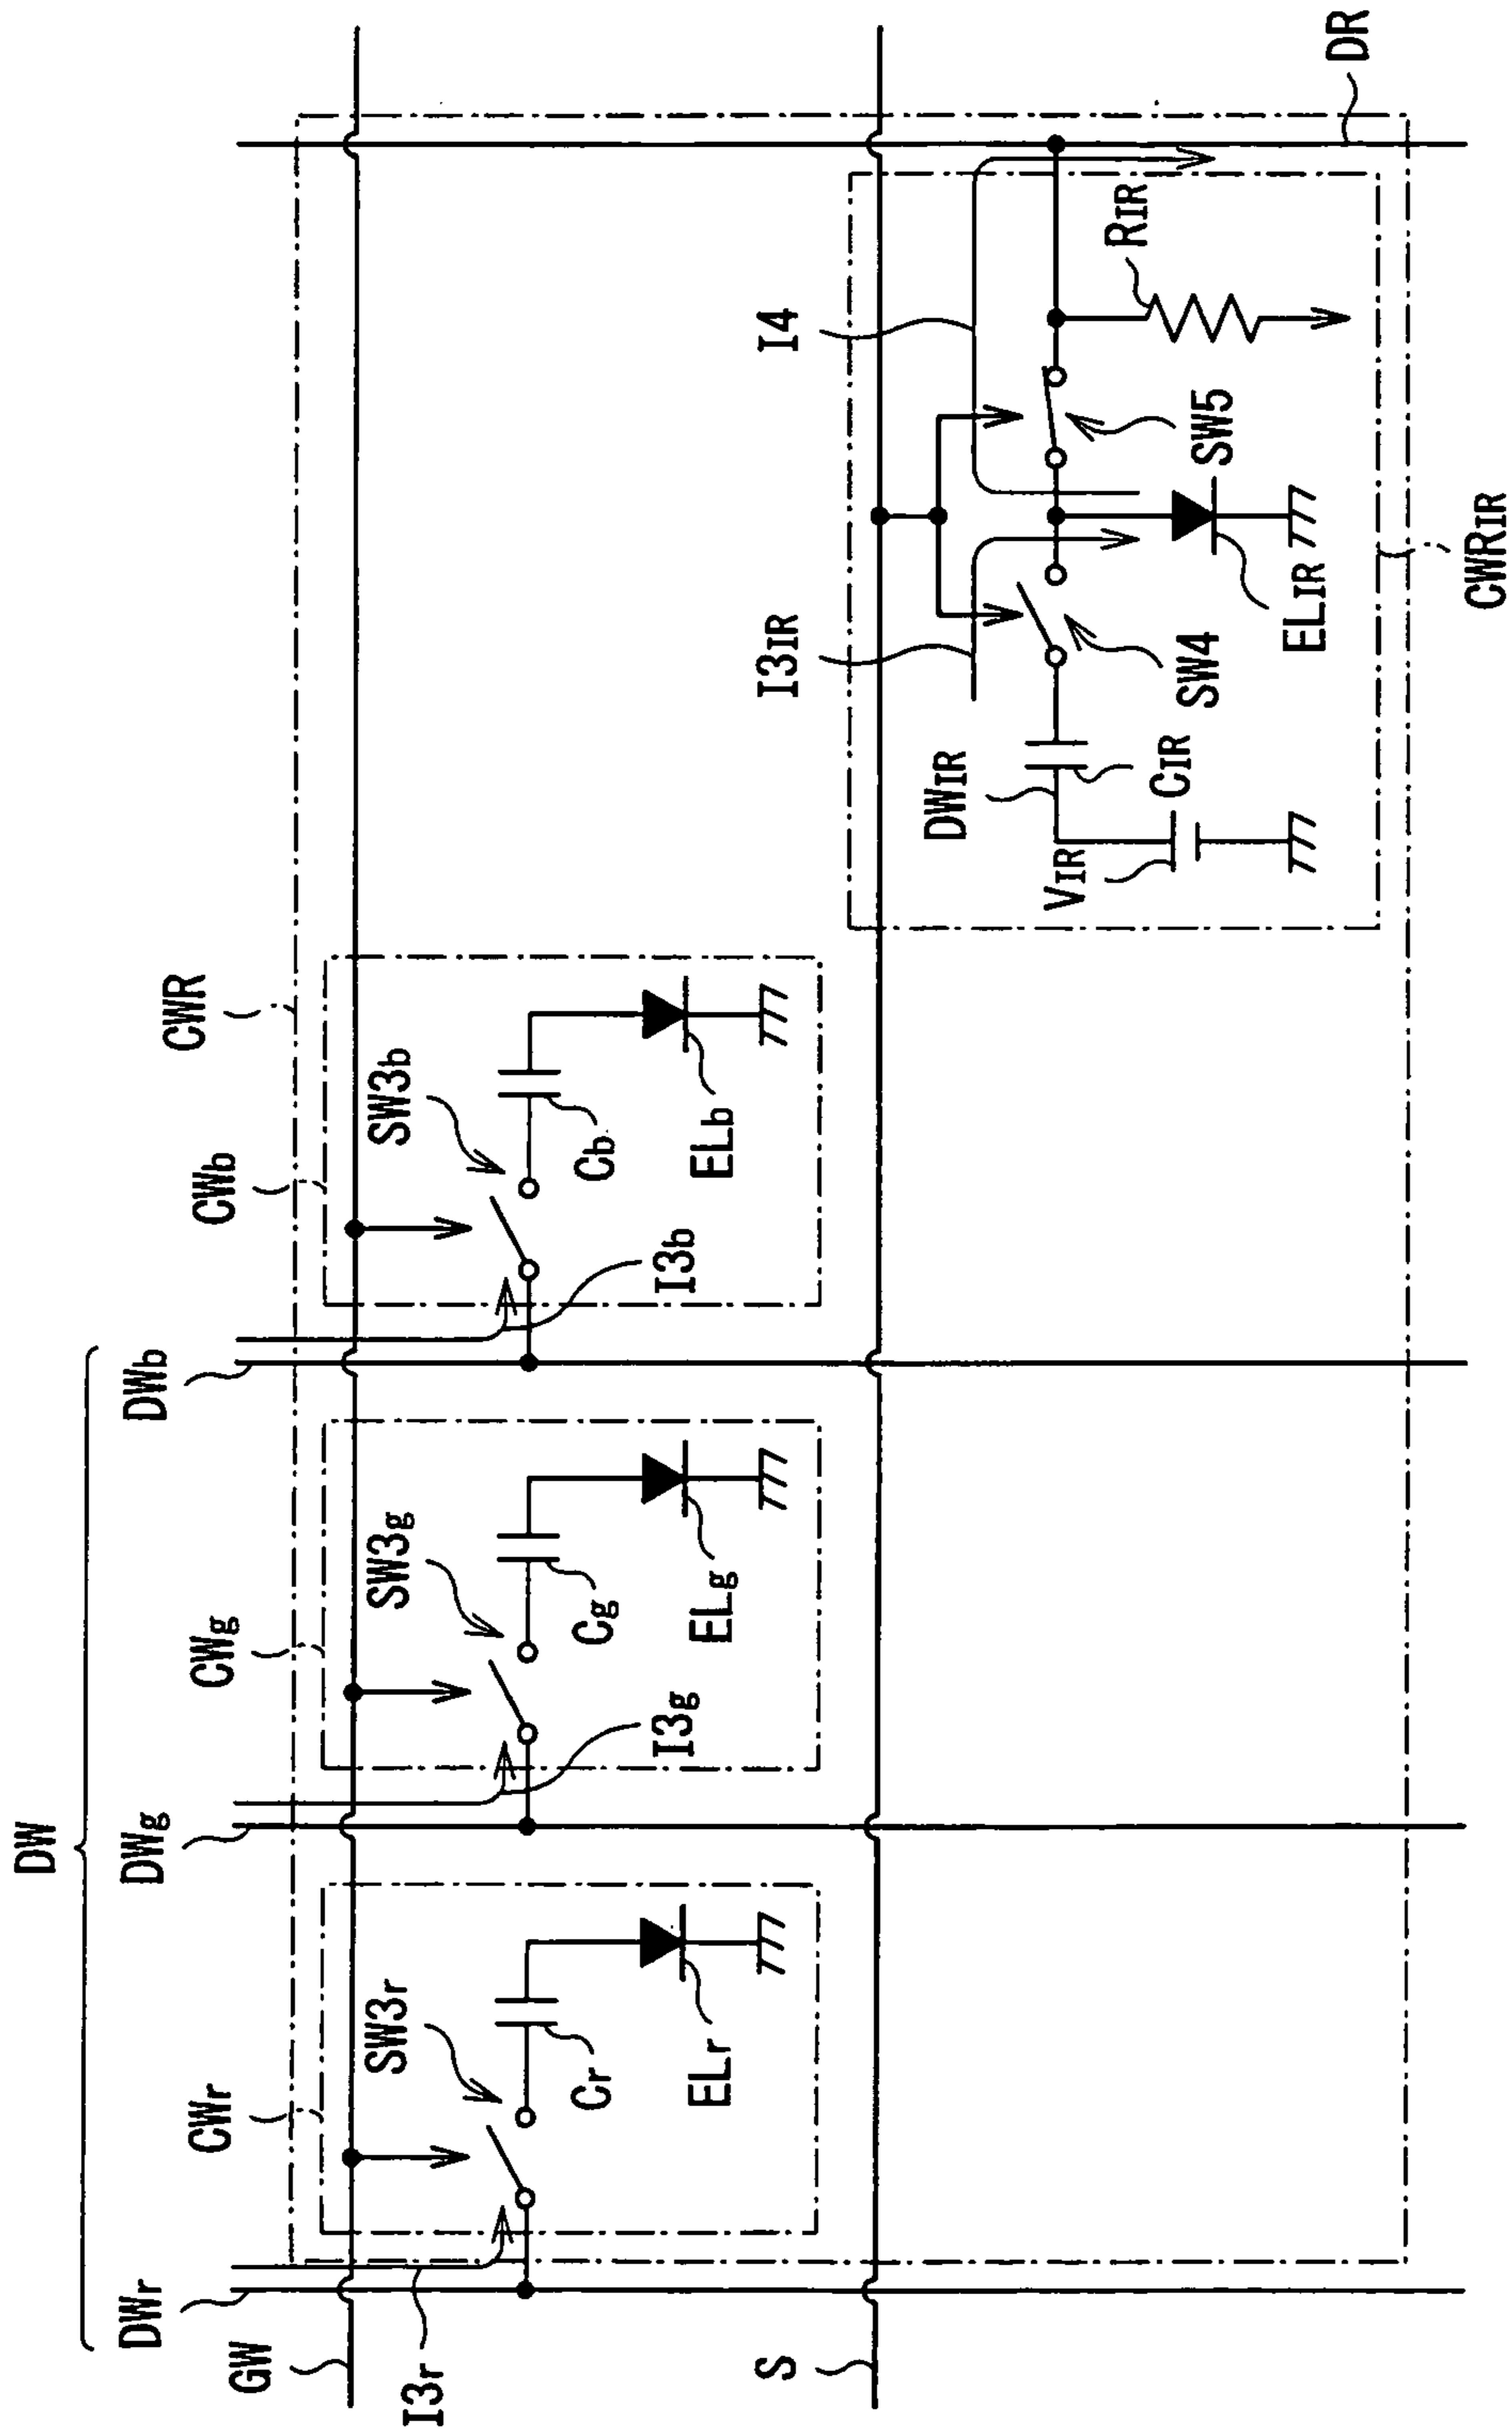 DW
DWr
DWg
DWb
CWr
CWg
CWb
CWR
GW
I3r
SW3r
SW3g
SW3b
Cr
Cg
Cb
I3g
I3b
ELr
ELg
ELb
S
I3IR
I4
DR
DWIR
VIR
CIR
SW4
SW5
RIR
ELIR
CWRIR